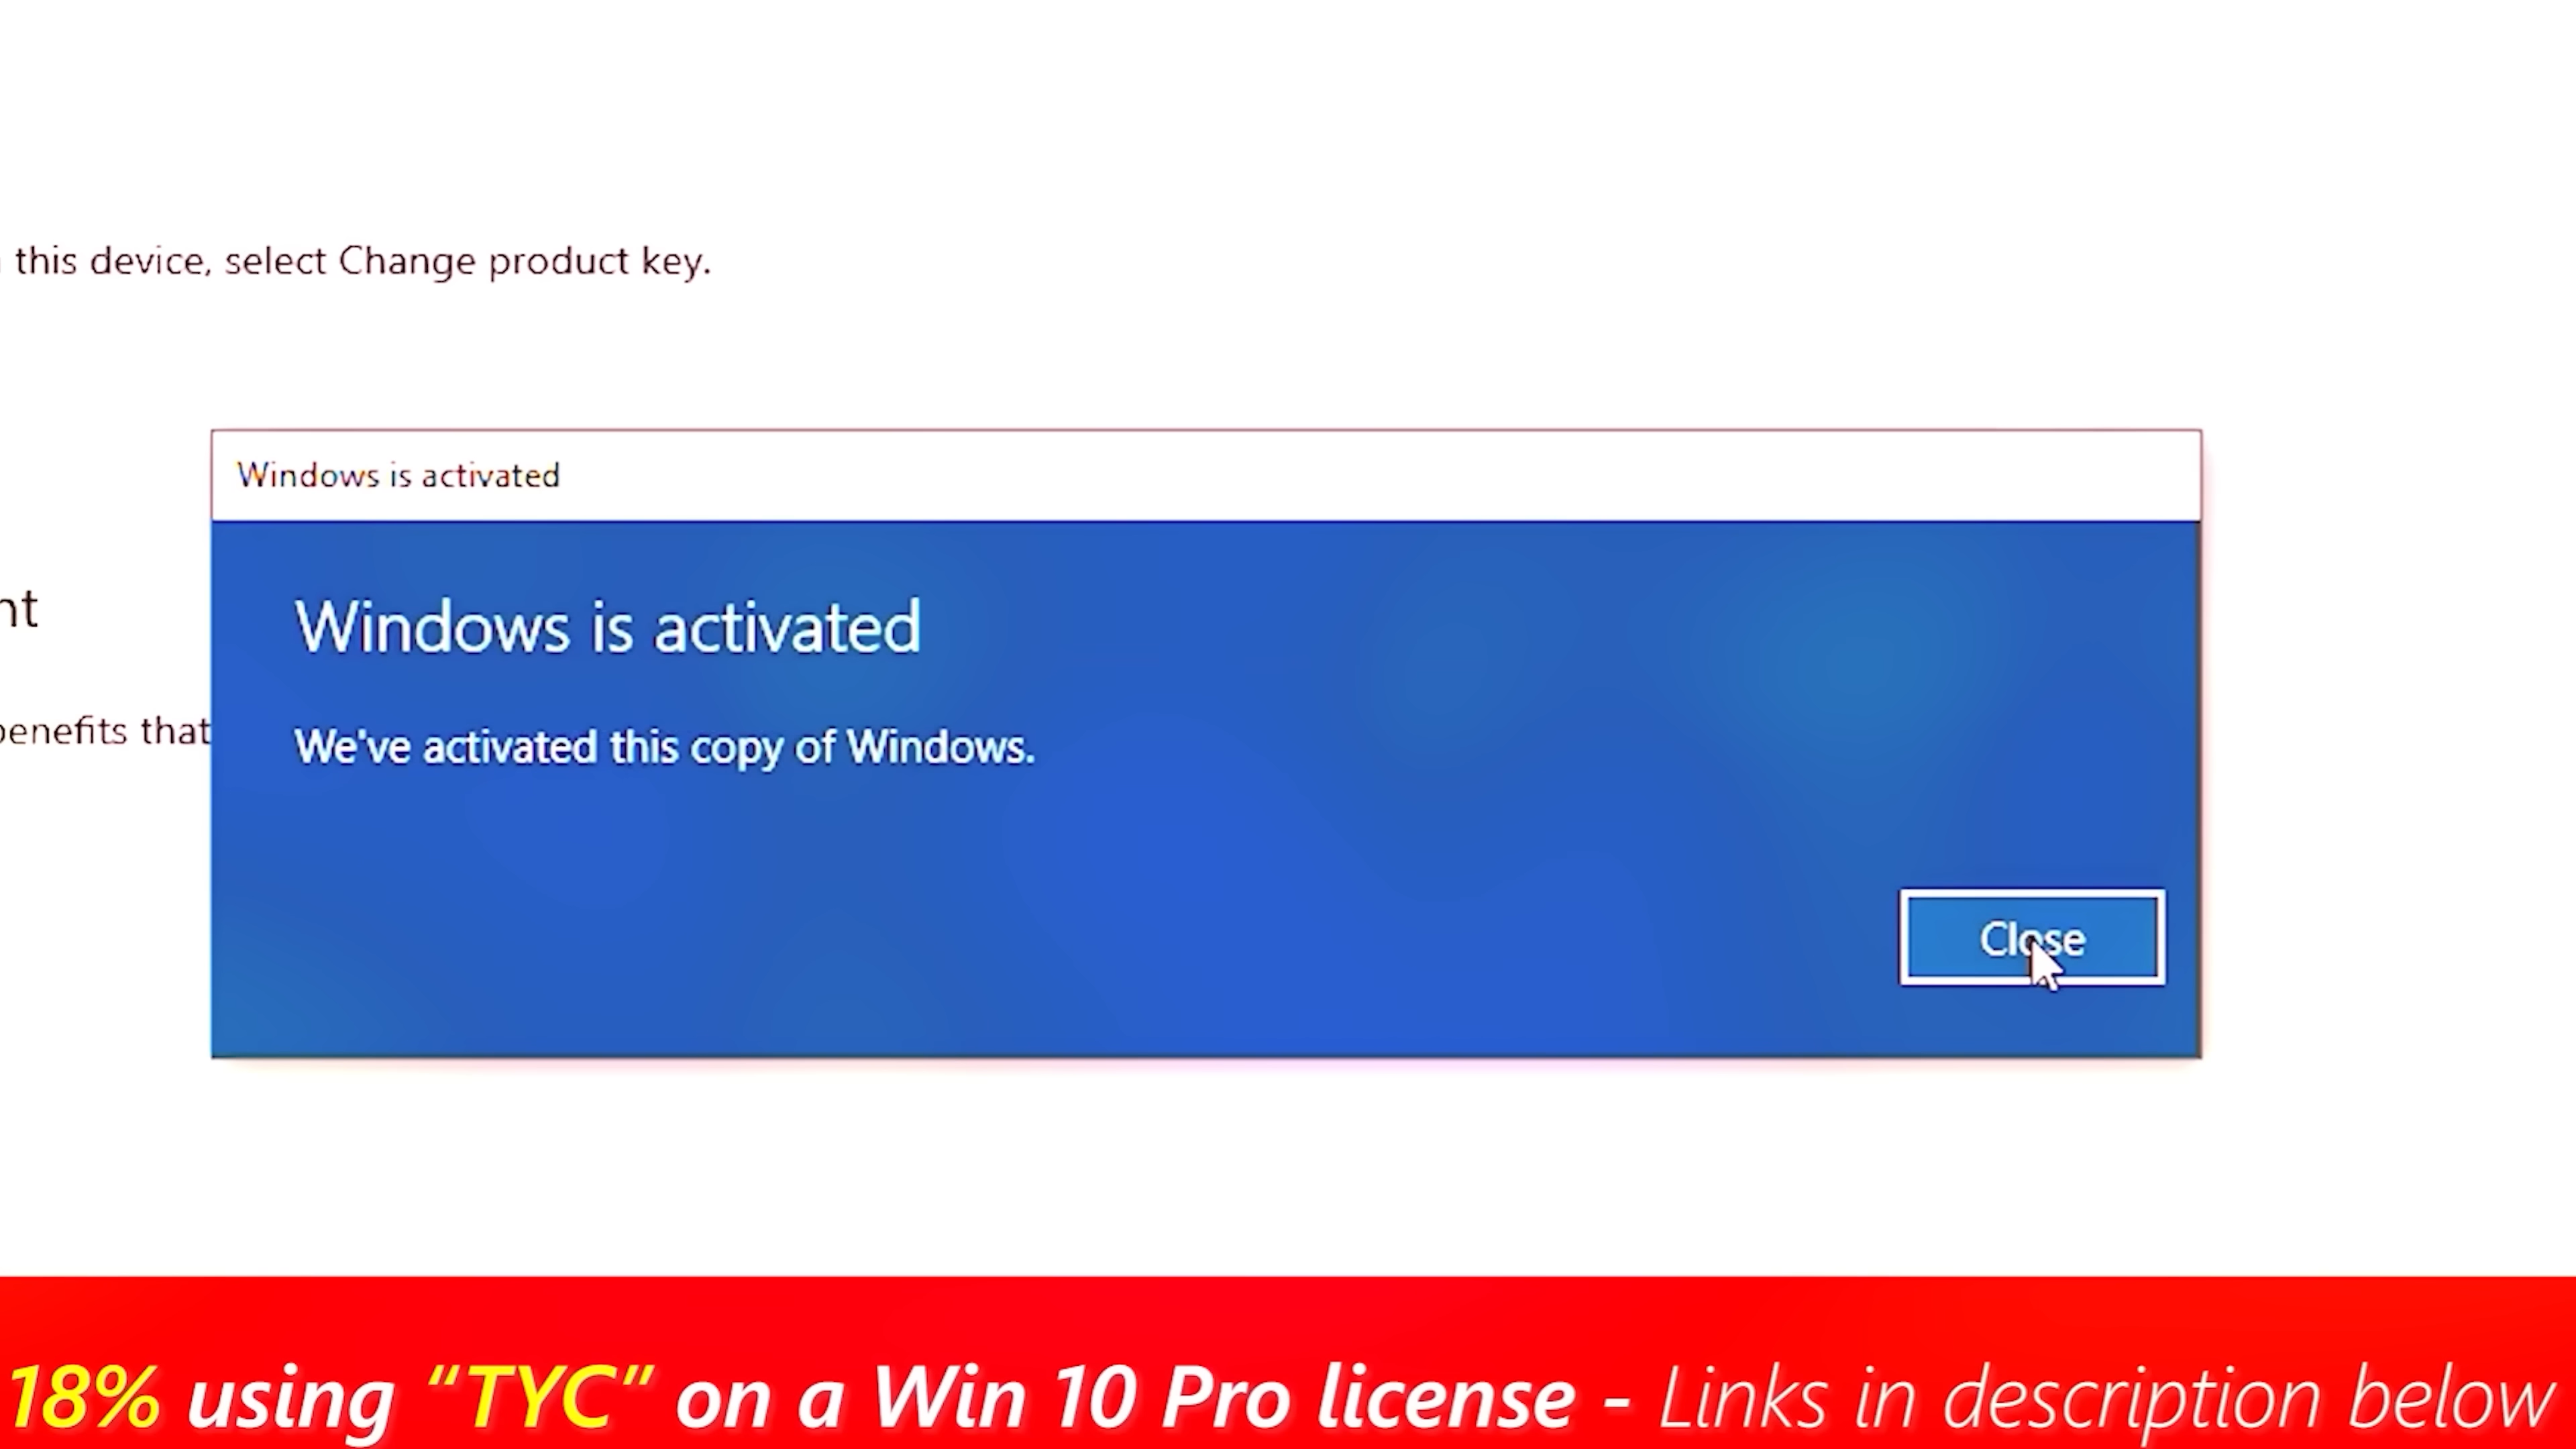 this device, select Change product key.
Windows is activated
Windows is activated
nt
benefits that
We've activated this copy of Windows.
Close
18% using “TYC” on a Win 10 Pro license - Links in description below